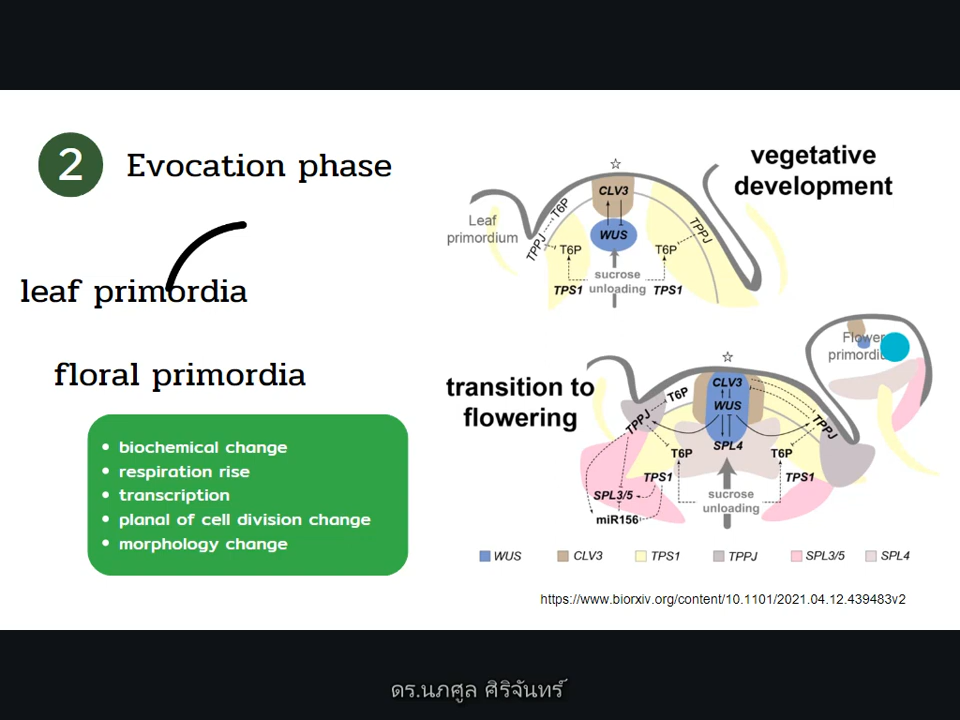 2
Evocation phase
leaf primordia
floral primordia
• biochemical change
• respiration rise
• transcription
• planal of cell division change
• morphology change
vegetative
development
☆
CLV3
WUS
Leaf
primordium
TPPJ
T6P
T6P
T6P
TPPJ
TPS1
sucrose
unloading
TPS1
transition to
flowering
☆
Flower
CLV3
WUS
SPL4
T6P
TPPJ
TPPJ
T6P
T6P
TPS1
TPS1
SPL3/5
miR156
sucrose
unloading
WUS
CLV3
TPS1
TPPJ
SPL3/5
SPL4
https://www.biorxiv.org/content/10.1101/2021.04.12.439483v2
ดร.นภศูล ศิริจันทร์